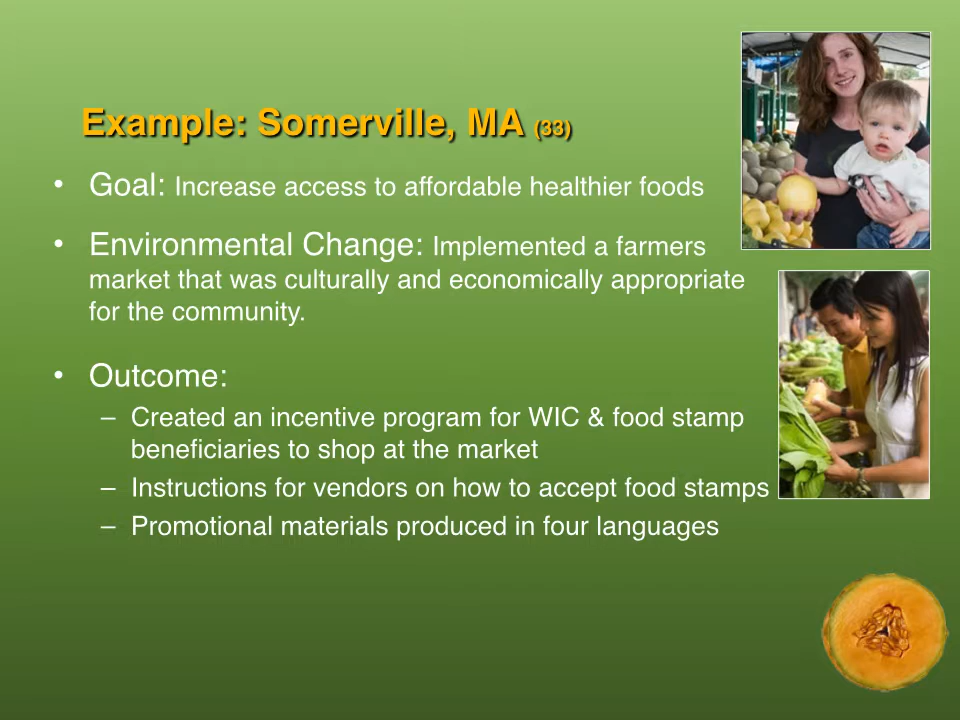 Example: Somerville, MA (33)
• Goal: Increase access to affordable healthier foods
• Environmental Change: Implemented a farmers
market that was culturally and economically appropriate
for the community.
• Outcome:
– Created an incentive program for WIC & food stamp
beneficiaries to shop at the market
– Instructions for vendors on how to accept food stamps
– Promotional materials produced in four languages